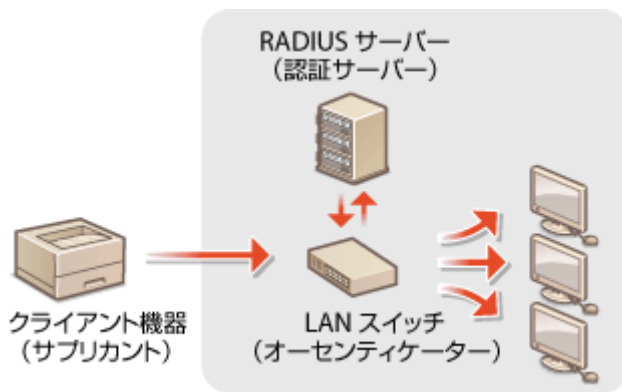 RADIUS サーバー
（認証サーバー）
クライアント機器
（サプリカント）
LAN スイッチ
（オーセンティケーター）